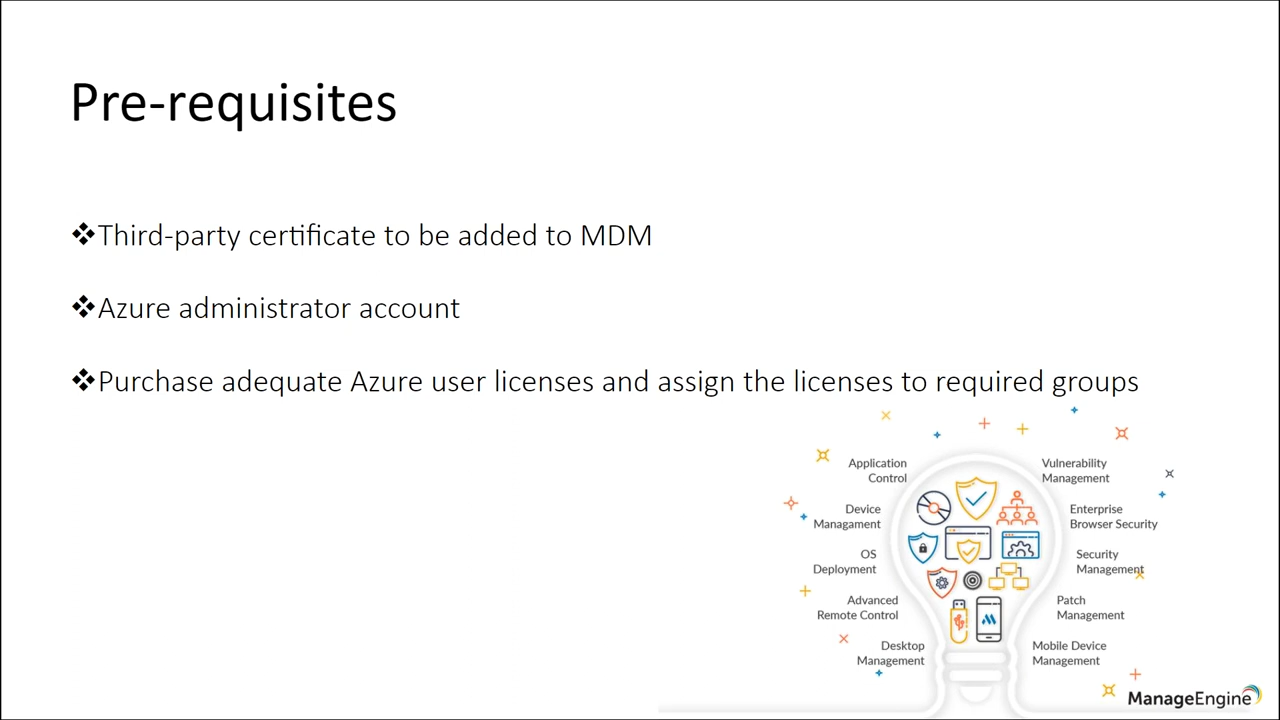 Pre-requisites
❖Third-party certificate to be added to MDM
❖Azure administrator account
❖Purchase adequate Azure user licenses and assign the licenses to required groups
Application
Control
Device
Managament
OS
Deployment
Advanced
Remote Control
Desktop
Management
Vulnerability
Management
Enterprise
Browser Security
Security
Management
Patch
Management
Mobile Device
Management
ManageEngine